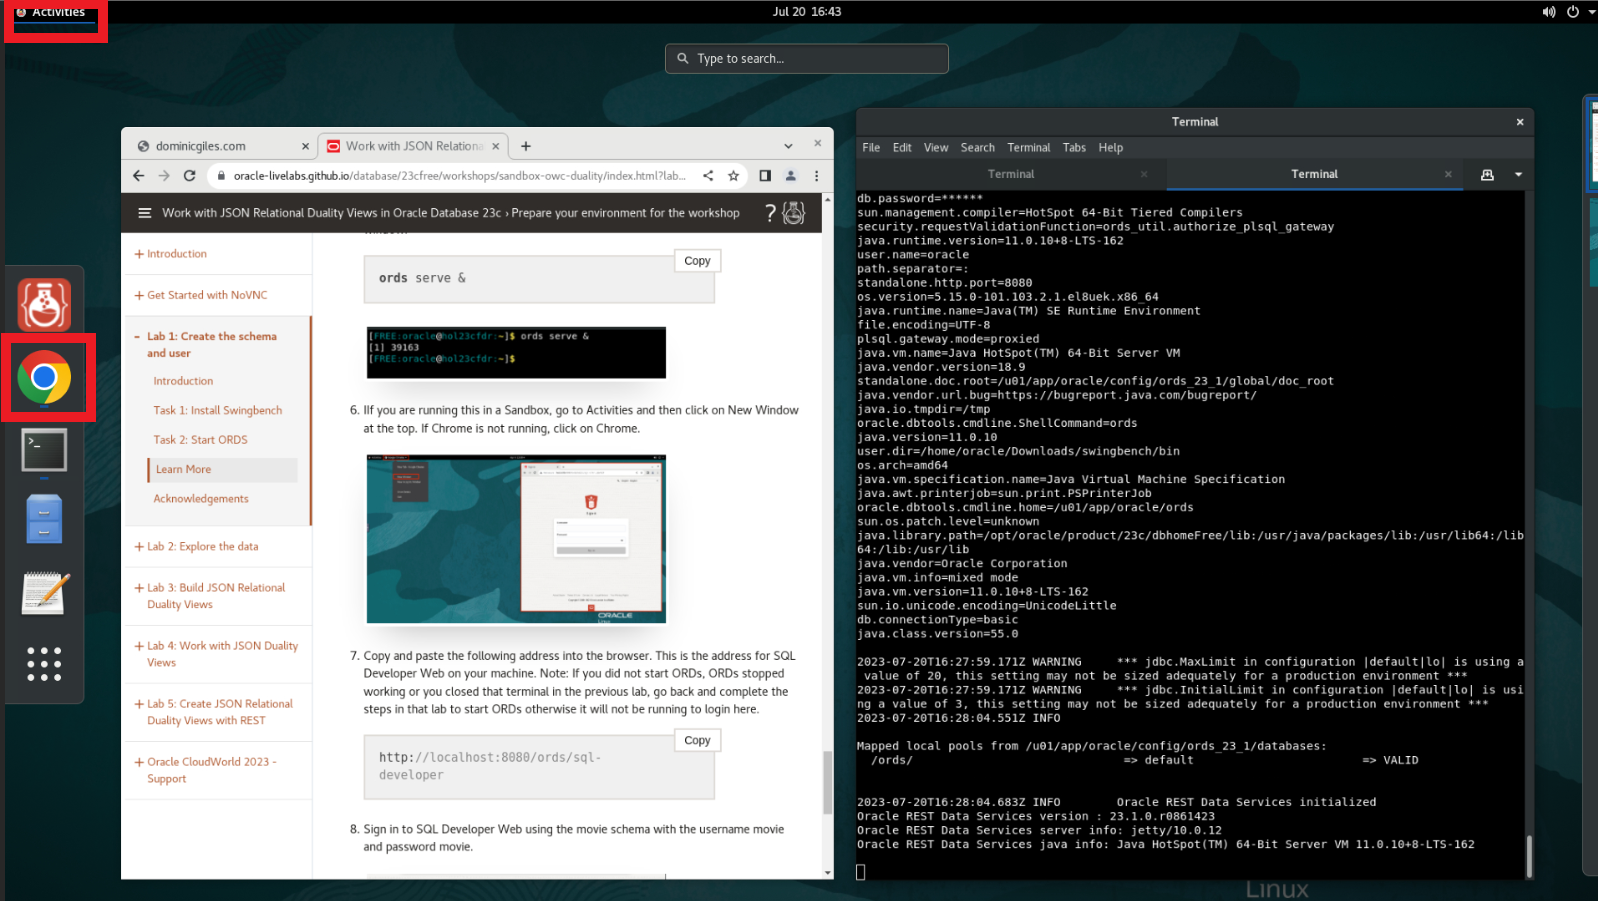 Activities
Jul 20 16:43
Type to search...
dominicgiles.com
Work with JSON Relationa
oracle-livelabs.github.io/database/23cfree/workshops/sandbox-owc-duality/index.html?lab...
Work with JSON Relational Duality Views in Oracle Database 23c › Prepare your environment for the workshop
?
+ Introduction
+ Get Started with NoVNC
- Lab 1: Create the schema
and user
Introduction
Task 1: Install Swingbench
Task 2: Start ORDS
Learn More
Acknowledgements
+ Lab 2: Explore the data
+ Lab 3: Build JSON Relational
Duality Views
+ Lab 4: Work with JSON Duality
Views
+ Lab 5: Create JSON Relational
Duality Views with REST
+ Oracle CloudWorld 2023 -
Support
Copy
ords serve &
[FREE:oracle@hol23cfdr:~]$ ords serve &
[1] 39163
[FREE:oracle@hol23cfdr:~]$
6. IIf you are running this in a Sandbox, go to Activities and then click on New Window
at the top. If Chrome is not running, click on Chrome.
ORACLE
Linux
7. Copy and paste the following address into the browser. This is the address for SQL
Developer Web on your machine. Note: If you did not start ORDs, ORDs stopped
working or you closed that terminal in the previous lab, go back and complete the
steps in that lab to start ORDs otherwise it will not be running to login here.
Copy
http://localhost:8080/ords/sql-
developer
8. Sign in to SQL Developer Web using the movie schema with the username movie
and password movie.
Terminal
File Edit View Search Terminal Tabs Help
Terminal
Terminal
db.password=******
sun.management.compiler=HotSpot 64-Bit Tiered Compilers
security.requestValidationFunction=ords_util.authorize_plsql_gateway
java.runtime.version=11.0.10+8-LTS-162
user.name=oracle
path.separator=:
standalone.http.port=8080
os.version=5.15.0-101.103.2.1.el8uek.x86_64
java.runtime.name=Java(TM) SE Runtime Environment
file.encoding=UTF-8
plsql.gateway.mode=proxied
java.vm.name=Java HotSpot(TM) 64-Bit Server VM
java.vendor.version=18.9
standalone.doc.root=/u01/app/oracle/config/ords_23_1/global/doc_root
java.vendor.url.bug=https://bugreport.java.com/bugreport/
java.io.tmpdir=/tmp
oracle.dbtools.cmdline.ShellCommand=ords
java.version=11.0.10
user.dir=/home/oracle/Downloads/swingbench/bin
os.arch=amd64
java.vm.specification.name=Java Virtual Machine Specification
java.awt.printerjob=sun.print.PSPrinterJob
oracle.dbtools.cmdline.home=/u01/app/oracle/ords
sun.os.patch.level=unknown
java.library.path=/opt/oracle/product/23c/dbhomeFree/lib:/usr/java/packages/lib:/usr/lib64:/lib
64:/lib:/usr/lib
java.vendor=Oracle Corporation
java.vm.info=mixed mode
java.vm.version=11.0.10+8-LTS-162
sun.io.unicode.encoding=UnicodeLittle
db.connectionType=basic
java.class.version=55.0
2023-07-20T16:27:59.171Z WARNING *** jdbc.MaxLimit in configuration |default|lo| is using a
value of 20, this setting may not be sized adequately for a production environment ***
2023-07-20T16:27:59.171Z WARNING *** jdbc.InitialLimit in configuration |default|lo| is usi
ng a value of 3, this setting may not be sized adequately for a production environment ***
2023-07-20T16:28:04.551Z INFO
Mapped local pools from /u01/app/oracle/config/ords_23_1/databases:
/ords/ => default => VALID
2023-07-20T16:28:04.683Z INFO Oracle REST Data Services initialized
Oracle REST Data Services version : 23.1.0.r0861423
Oracle REST Data Services server info: jetty/10.0.12
Oracle REST Data Services java info: Java HotSpot(TM) 64-Bit Server VM 11.0.10+8-LTS-162
Linux